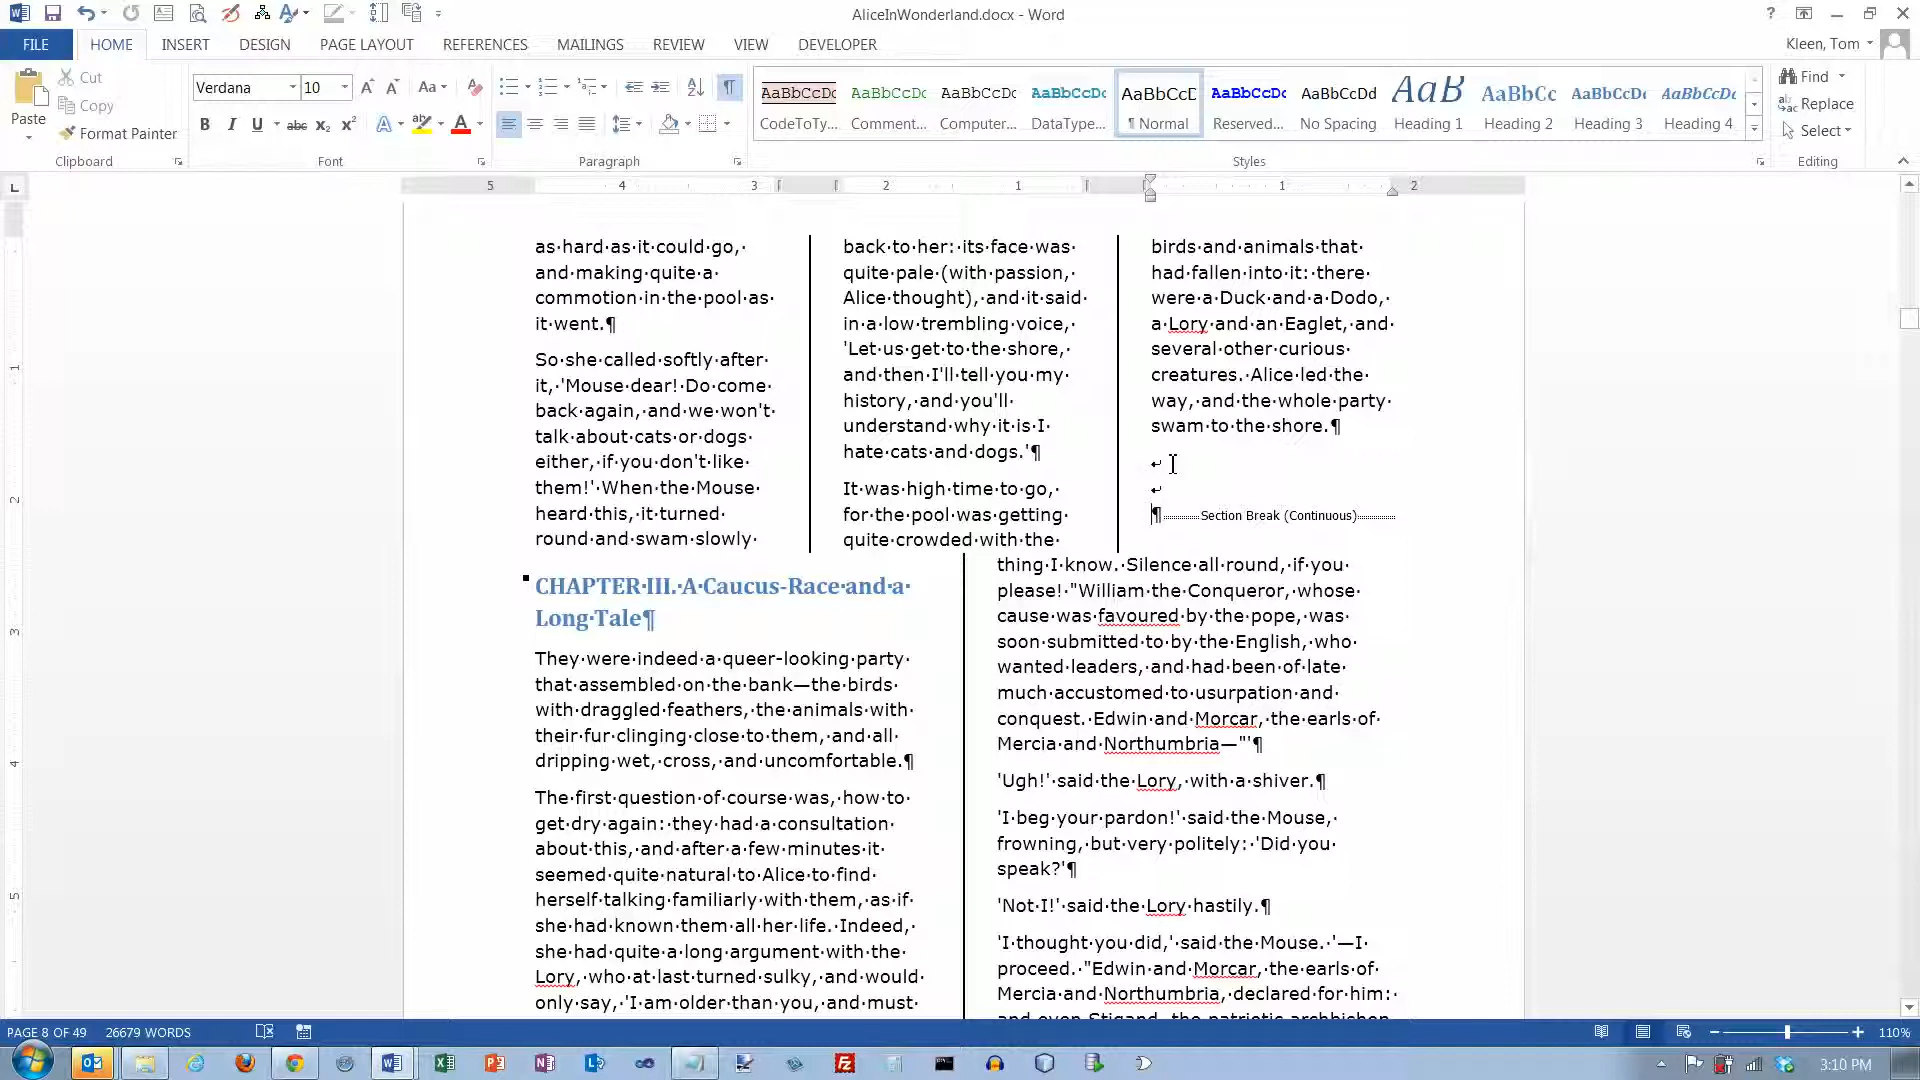 AliceInWonderland.docx - Word
FILE
HOME
INSERT
DESIGN
PAGE LAYOUT
REFERENCES
MAILINGS
REVIEW
VIEW
DEVELOPER
Kleen, Tom
Paste
Cut
Copy
Format Painter
Clipboard
Verdana
10
Font
Paragraph
AaBbCcDc
CodeToTy...
AaBbCcDc
Comment...
AaBbCcDc
Computer...
AaBbCcDc
DataType...
AaBbCcD
¶ Normal
AaBbCcDc
Reserved...
AaBbCcDd
No Spacing
AaB
Heading 1
AaBbCc
Heading 2
AaBbCcDc
Heading 3
AaBbCcDc
Heading 4
Styles
Find
Replace
Select
Editing
5 4 3 2 1 1 2
as·hard·as·it·could·go,·
and·making·quite·a·
commotion·in·the·pool·as·
it·went.¶
So·she·called·softly·after·
it,·'Mouse·dear!·Do·come·
back·again,·and·we·won't·
talk·about·cats·or·dogs·
either,·if·you·don't·like·
them!'·When·the·Mouse·
heard·this,·it·turned·
round·and·swam·slowly·
back·to·her:·its·face·was·
quite·pale·(with·passion,·
Alice·thought),·and·it·said·
in·a·low·trembling·voice,·
'Let·us·get·to·the·shore,·
and·then·I'll·tell·you·my·
history,·and·you'll·
understand·why·it·is·I·
hate·cats·and·dogs.'¶
It·was·high·time·to·go,·
for·the·pool·was·getting·
quite·crowded·with·the·
birds·and·animals·that·
had·fallen·into·it:·there·
were·a·Duck·and·a·Dodo,·
a·Lory·and·an·Eaglet,·and·
several·other·curious·
creatures.·Alice·led·the·
way,·and·the·whole·party·
swam·to·the·shore.¶
↵
↵
¶ Section Break (Continuous)
CHAPTER·III.·A·Caucus-Race·and·a·
Long·Tale¶
They·were·indeed·a·queer-looking·party·
that·assembled·on·the·bank—the·birds·
with·draggled·feathers,·the·animals·with·
their·fur·clinging·close·to·them,·and·all·
dripping·wet,·cross,·and·uncomfortable.¶
The·first·question·of·course·was,·how·to·
get·dry·again:·they·had·a·consultation·
about·this,·and·after·a·few·minutes·it·
seemed·quite·natural·to·Alice·to·find·
herself·talking·familiarly·with·them,·as·if·
she·had·known·them·all·her·life.·Indeed,·
she·had·quite·a·long·argument·with·the·
Lory,·who·at·last·turned·sulky,·and·would·
only·say,·'I·am·older·than·you,·and·must·
thing·I·know.·Silence·all·round,·if·you·
please!·"William·the·Conqueror,·whose·
cause·was·favoured·by·the·pope,·was·
soon·submitted·to·by·the·English,·who·
wanted·leaders,·and·had·been·of·late·
much·accustomed·to·usurpation·and·
conquest.·Edwin·and·Morcar,·the·earls·of·
Mercia·and·Northumbria—"'¶
'Ugh!'·said·the·Lory,·with·a·shiver.¶
'I·beg·your·pardon!'·said·the·Mouse,·
frowning,·but·very·politely:·'Did·you·
speak?'¶
'Not·I!'·said·the·Lory·hastily.¶
'I·thought·you·did,'·said·the·Mouse.·'—I·
proceed.·"Edwin·and·Morcar,·the·earls·of·
Mercia·and·Northumbria,·declared·for·him:·
and·even·Stigand,·the·patriotic·archbishop·
1
2
3
4
5
PAGE 8 OF 49
26679 WORDS
110%
3:10 PM